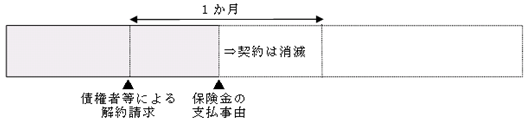 １か月
⇒契約は消滅
債権者等による
解約請求
保険金の
支払事由